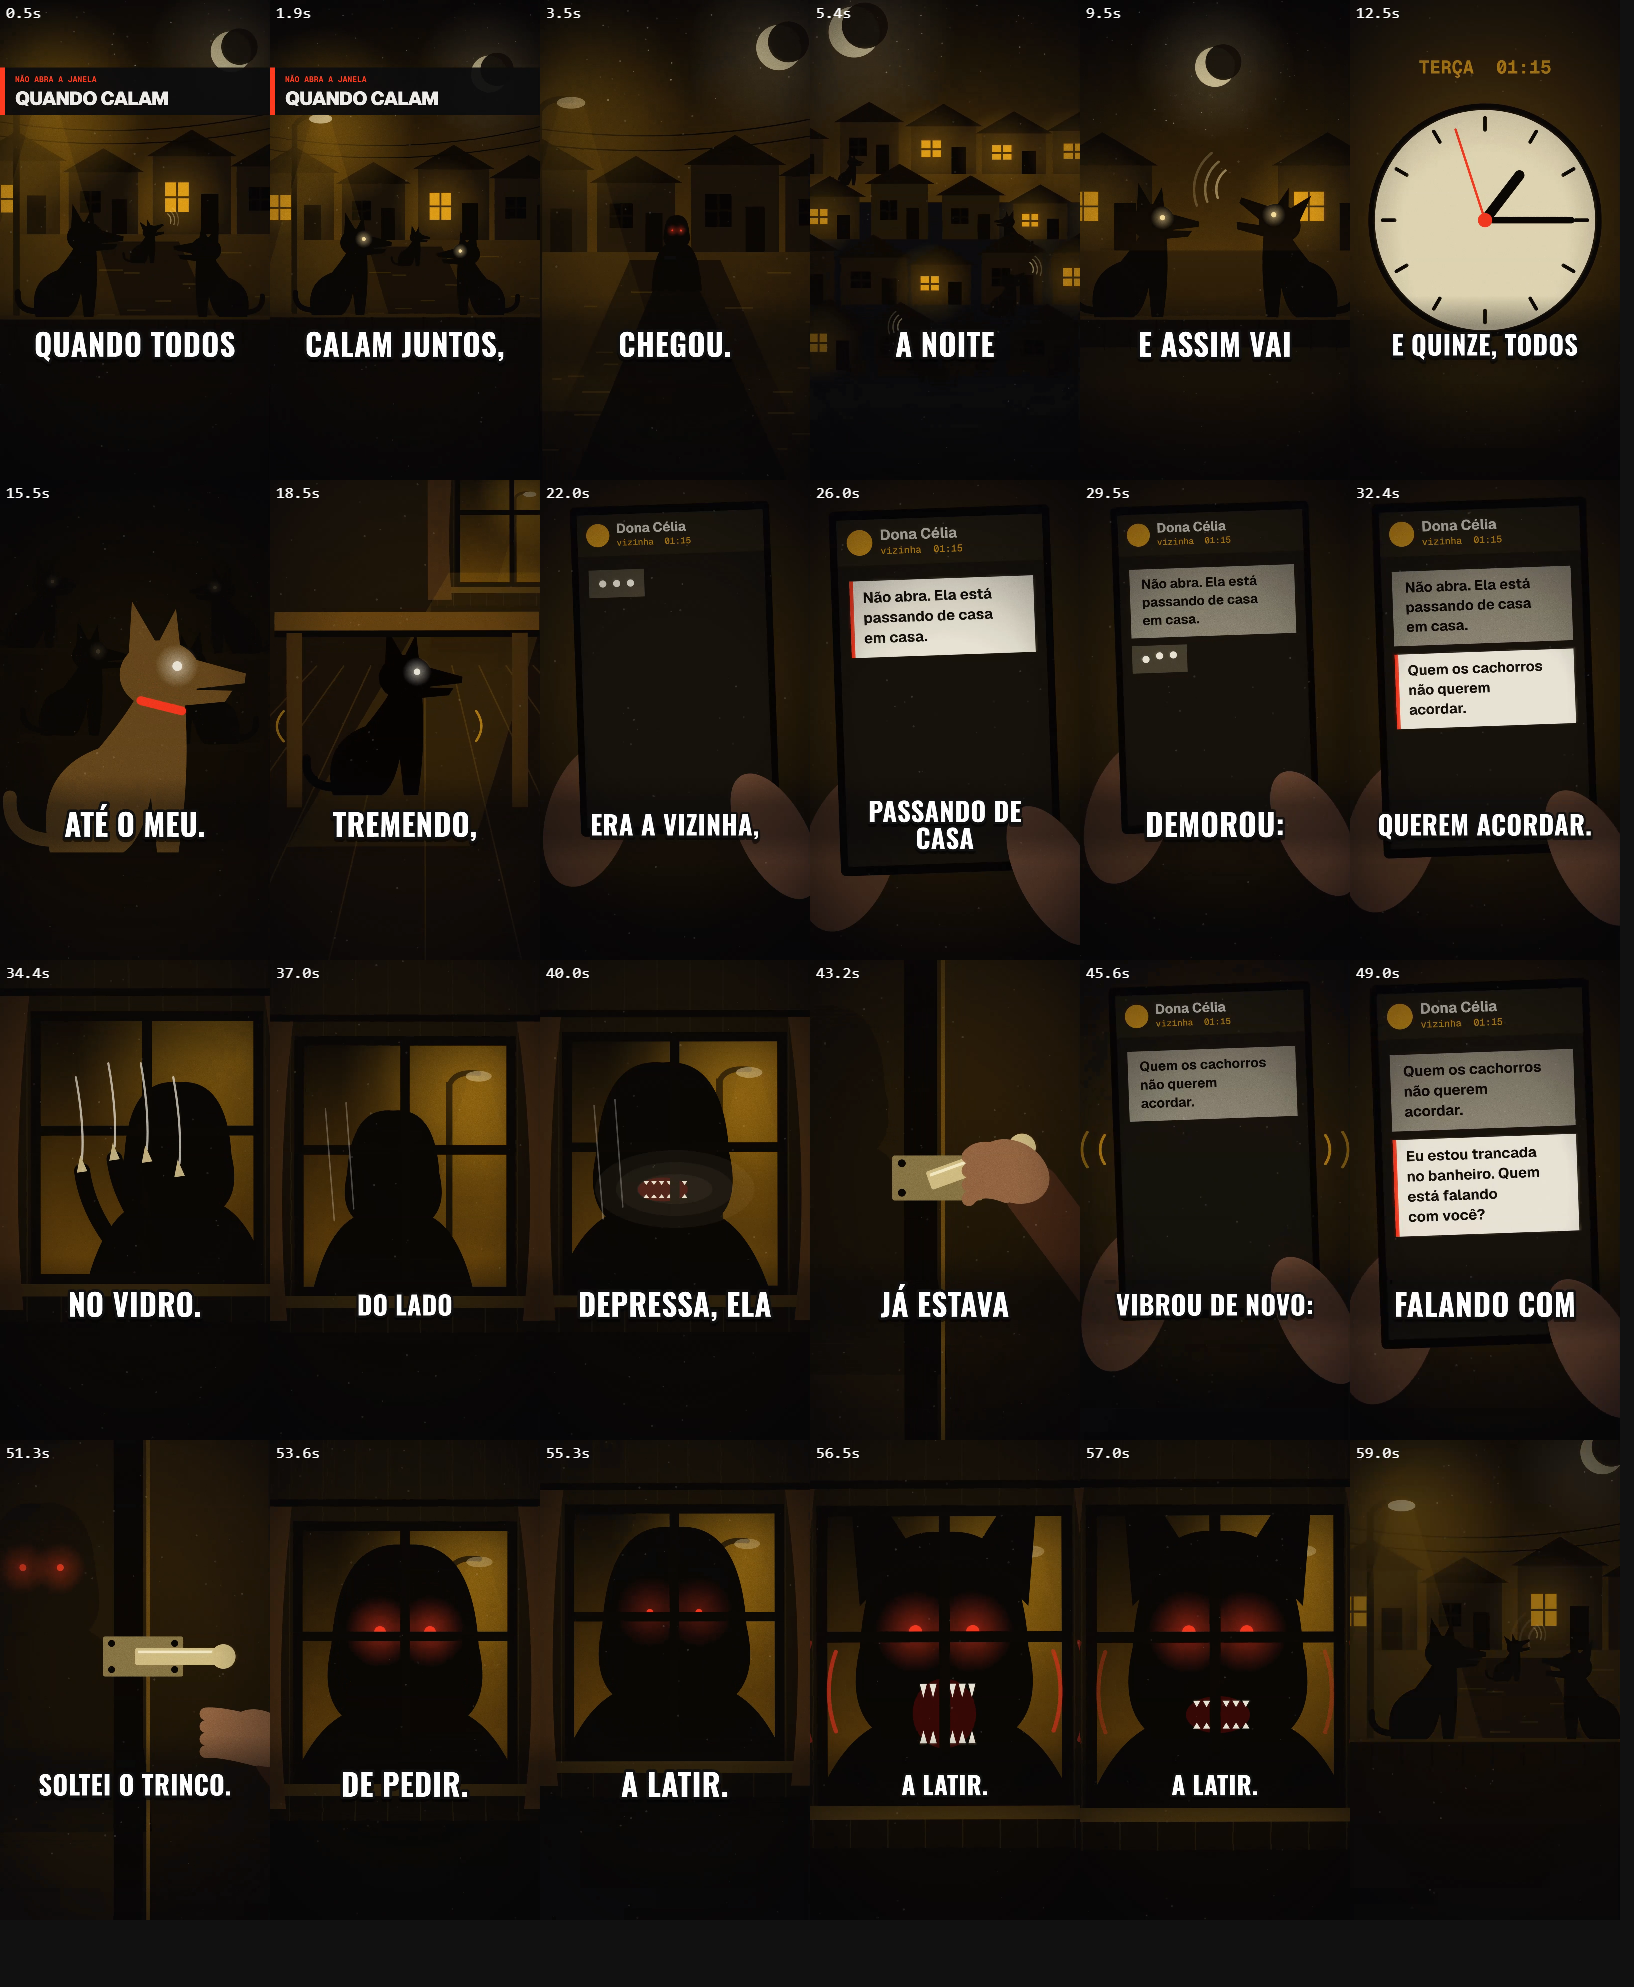 0.5s
NÃO ABRA A JANELA
QUANDO CALAM
QUANDO TODOS
1.9s
NÃO ABRA A JANELA
QUANDO CALAM
CALAM JUNTOS,
3.5s
CHEGOU.
5.4s
A NOITE
9.5s
E ASSIM VAI
12.5s
TERÇA 01:15
E QUINZE, TODOS
15.5s
ATÉ O MEU.
18.5s
TREMENDO,
22.0s
Dona Célia
vizinha 01:15
ERA A VIZINHA,
26.0s
Dona Célia
vizinha 01:15
Não abra. Ela está
passando de casa
em casa.
PASSANDO DE
CASA
29.5s
Dona Célia
vizinha 01:15
Não abra. Ela está
passando de casa
em casa.
DEMOROU:
32.4s
Dona Célia
vizinha 01:15
Não abra. Ela está
passando de casa
em casa.
Quem os cachorros
não querem
acordar.
QUEREM ACORDAR.
34.4s
NO VIDRO.
37.0s
DO LADO
40.0s
DEPRESSA, ELA
43.2s
JÁ ESTAVA
45.6s
Dona Célia
vizinha 01:15
Quem os cachorros
não querem
acordar.
VIBROU DE NOVO:
49.0s
Dona Célia
vizinha 01:15
Quem os cachorros
não querem
acordar.
Eu estou trancada
no banheiro. Quem
está falando
com você?
FALANDO COM
51.3s
SOLTEI O TRINCO.
53.6s
DE PEDIR.
55.3s
A LATIR.
56.5s
A LATIR.
57.0s
A LATIR.
59.0s